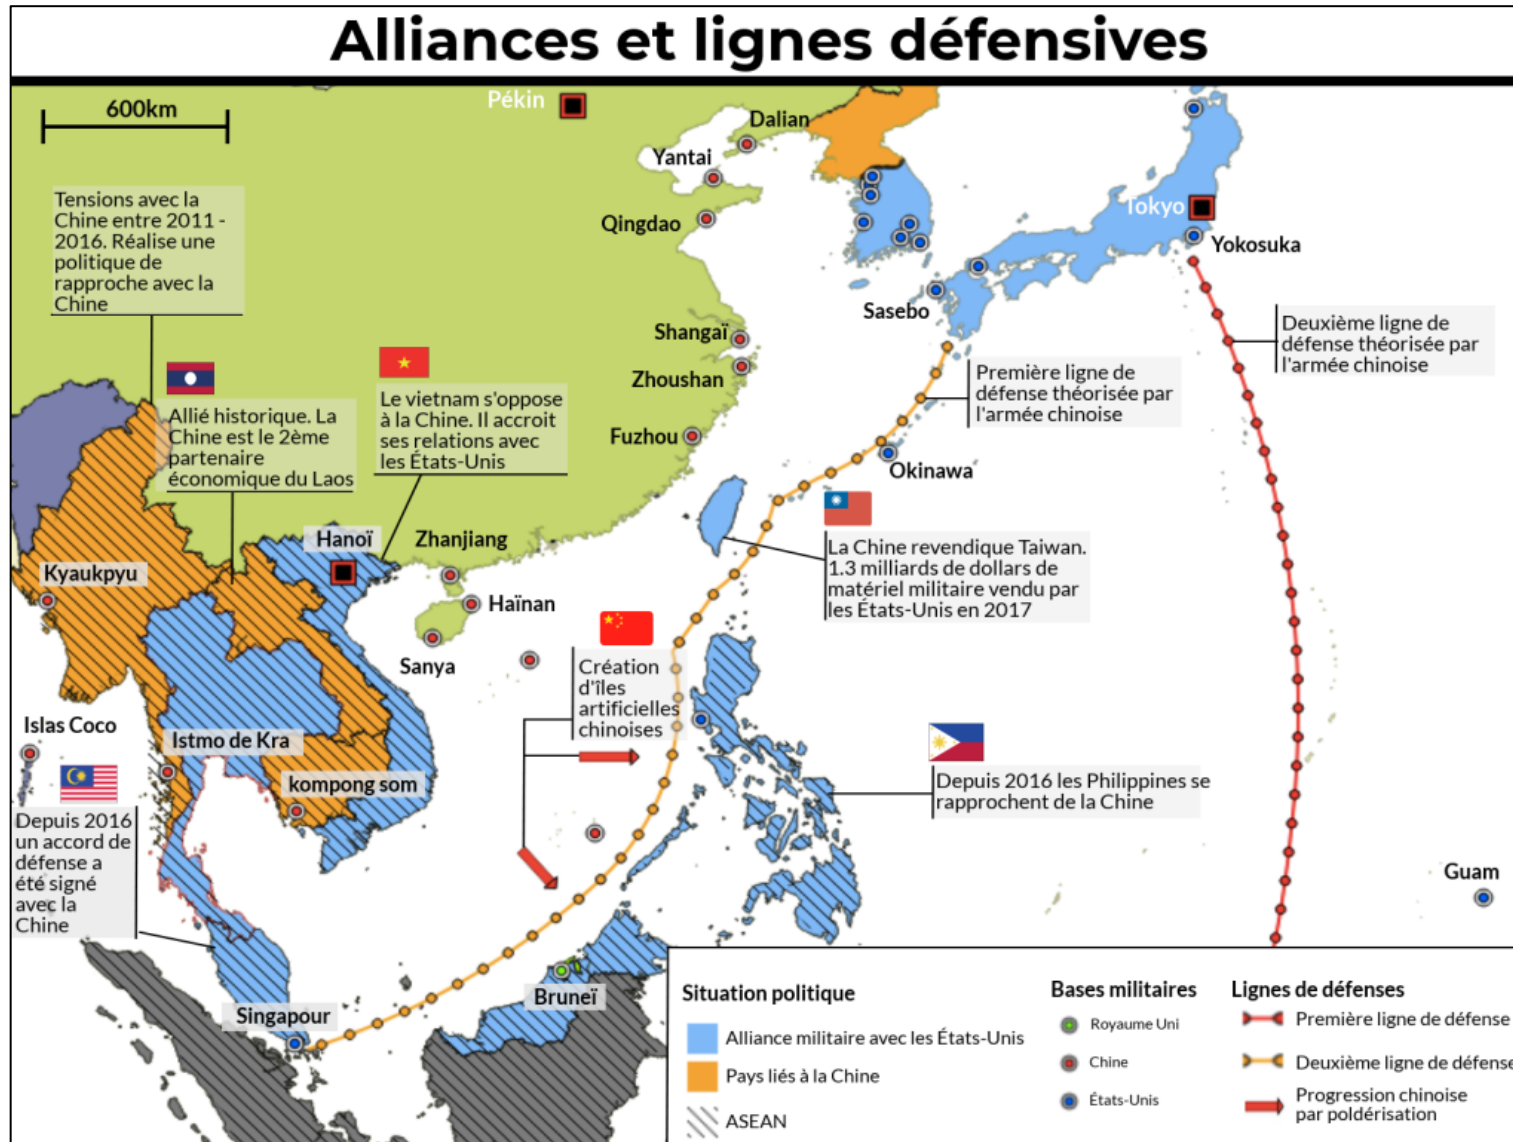 Alliances et lignes défensives
600km
Pékin
Dalian
Yantai
Qingdao
Tokyo
Yokosuka
Tensions avec la
Chine entre 2011 -
2016. Réalise une
politique de
rapproche avec la
Chine
Sasebo
Shangaï
Zhoushan
Deuxième ligne de
défense théorisée par
l'armée chinoise
Première ligne de
défense théorisée par
l'armée chinoise
Allié historique. La
Chine est le 2ème
partenaire
économique du Laos
Le vietnam s'oppose
à la Chine. Il accroit
ses relations avec
les États-Unis
Fuzhou
Okinawa
Hanoï
Zhanjiang
La Chine revendique Taiwan.
1.3 milliards de dollars de
matériel militaire vendu par
les États-Unis en 2017
Kyaukpyu
Haïnan
Sanya
Création
d'îles
artificielles
chinoises
Islas Coco
Istmo de Kra
kompong som
Depuis 2016 les Philippines se
rapprochent de la Chine
Depuis 2016
un accord de
défense a
été signé
avec la
Chine
Guam
Singapour
Bruneï
Situation politique
Alliance militaire avec les États-Unis
Pays liés à la Chine
ASEAN
Bases militaires
Royaume Uni
Chine
États-Unis
Lignes de défenses
Première ligne de défense
Deuxième ligne de défense
Progression chinoise
par poldérisation